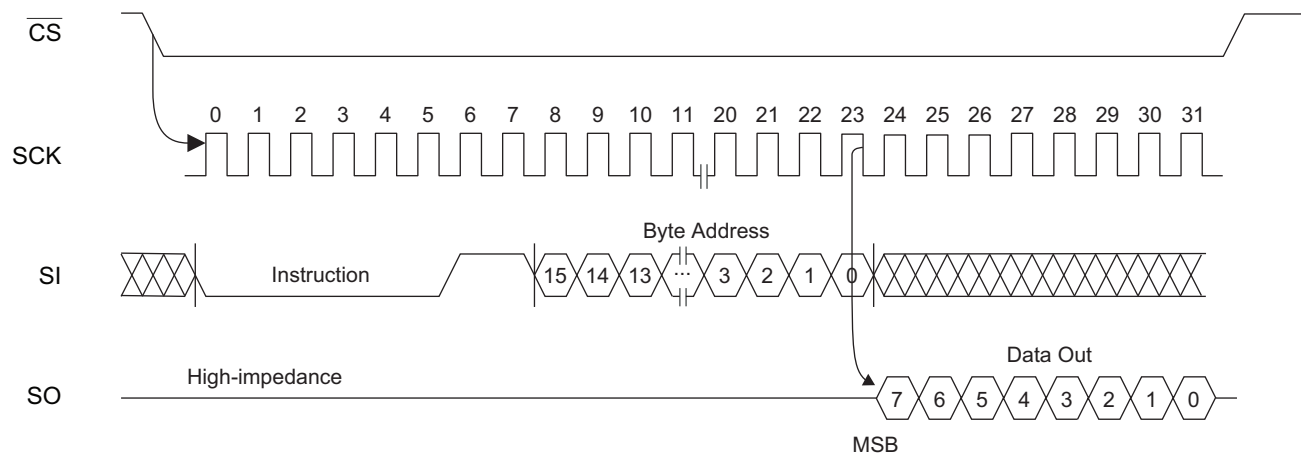 CS
0 1 2 3 4 5 6 7 8 9 10 11 20 21 22 23 24 25 26 27 28 29 30 31
SCK
Byte Address
SI Instruction 15 14 13 ... 3 2 1 0
Data Out
High-impedance
SO 7 6 5 4 3 2 1 0
MSB